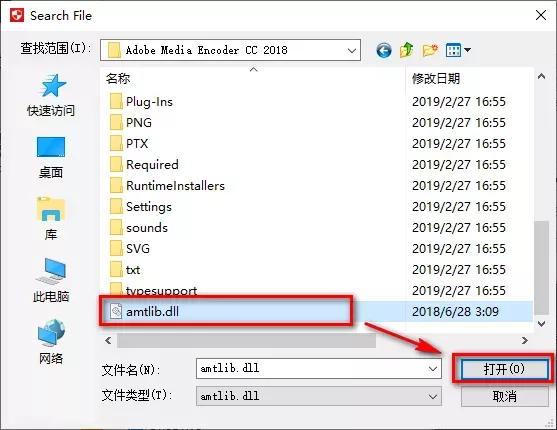 Search File
查找范围(I):
Adobe Media Encoder CC 2018
名称
修改日期
快速访问
桌面
库
此电脑
网络
Plug-Ins
2019/2/27 16:55
PNG
2019/2/27 16:55
PTX
2019/2/27 16:55
Required
2019/2/27 16:55
RuntimeInstallers
2019/2/27 16:55
Settings
2019/2/27 16:55
sounds
2019/2/27 16:55
SVG
2019/2/27 16:55
txt
2019/2/27 16:55
typesupport
2019/2/27 16:55
amtlib.dll
2018/6/28 3:09
文件名(N):
amtlib.dll
打开(O)
文件类型(T):
amtlib.dll
取消